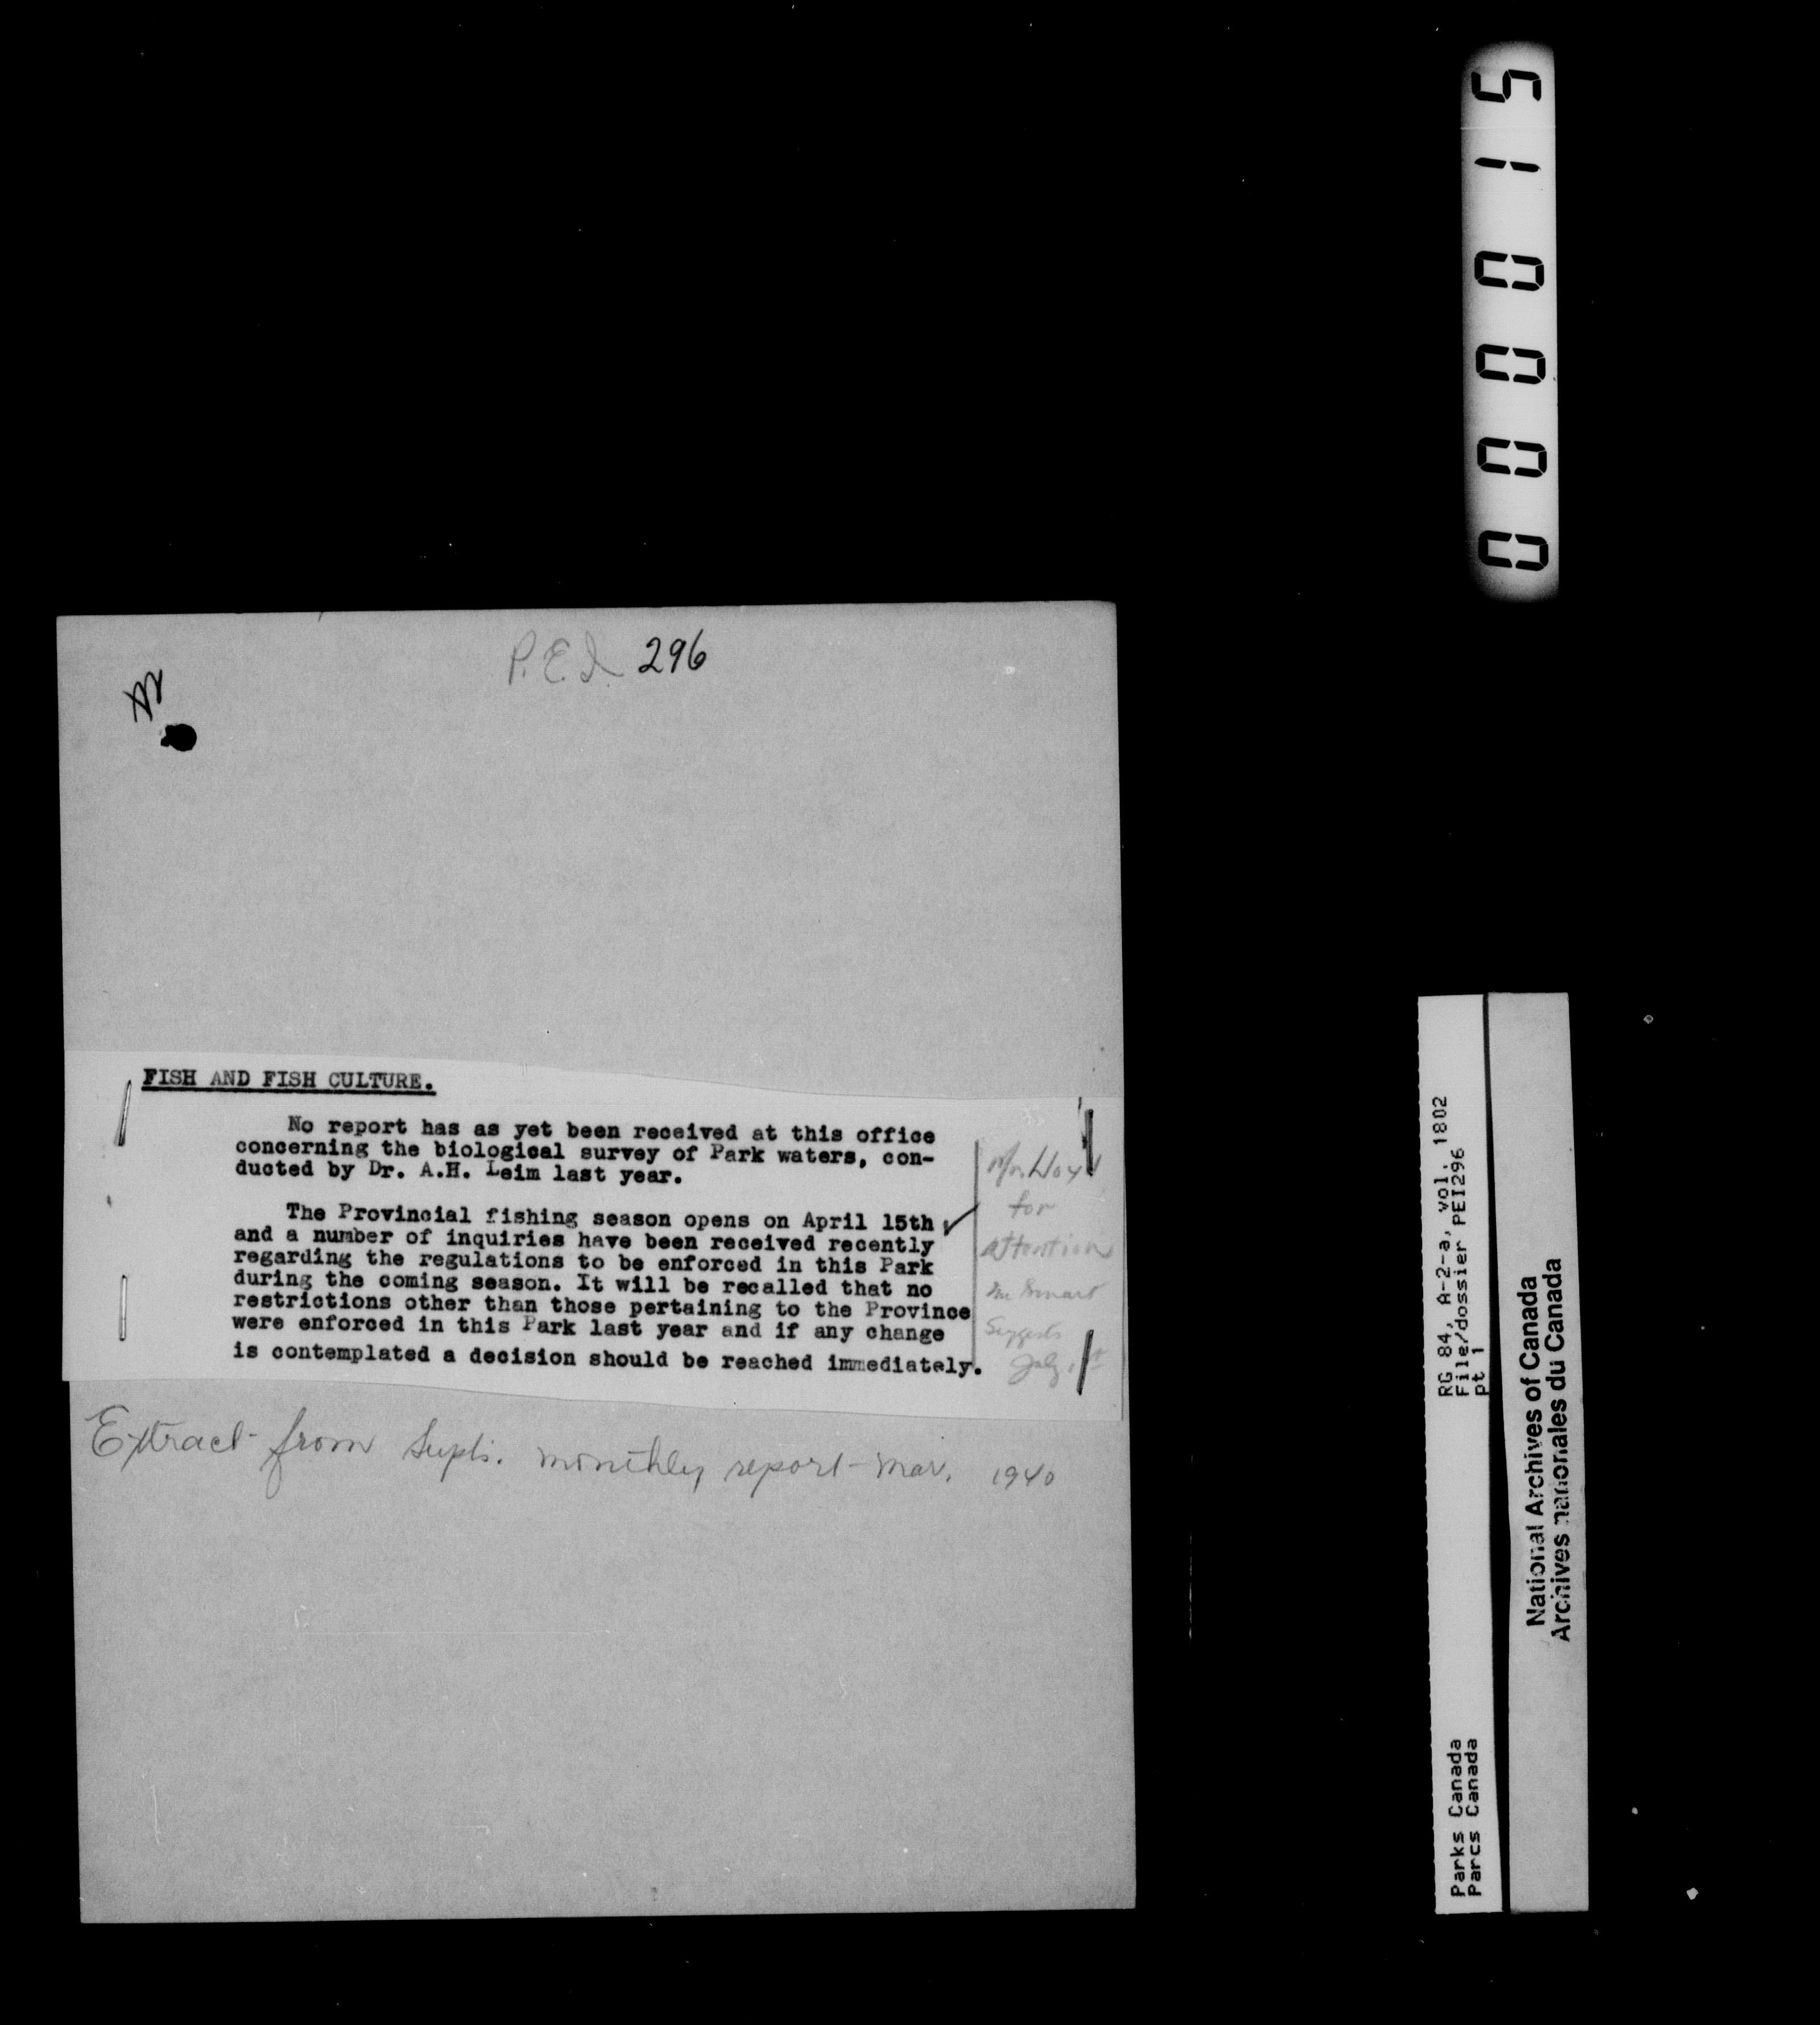 P.E.I. 296
FISH AND FISH CULTURE.
No report has as yet been received at this office
concerning the biological survey of Park waters, con-
ducted by Dr. A.H. Leim last year.
The Provincial fishing season opens on April 15th
and a number of inquiries have been received recently
regarding the regulations to be enforced in this Park
during the coming season. It will be recalled that no
restrictions other than those pertaining to the Province
were enforced in this Park last year and if any change
is contemplated a decision should be reached immediately.
Mr.
for
attention
Mr Smart
Suggests
July 1st
Extract from Supts. monthly report - Mar. 1940
000015
RG 84, A-2-a, vol. 1802
File/dossier PEI296
pt 1
Parks Canada
Parcs Canada
National Archives of Canada
Archives nationales du Canada